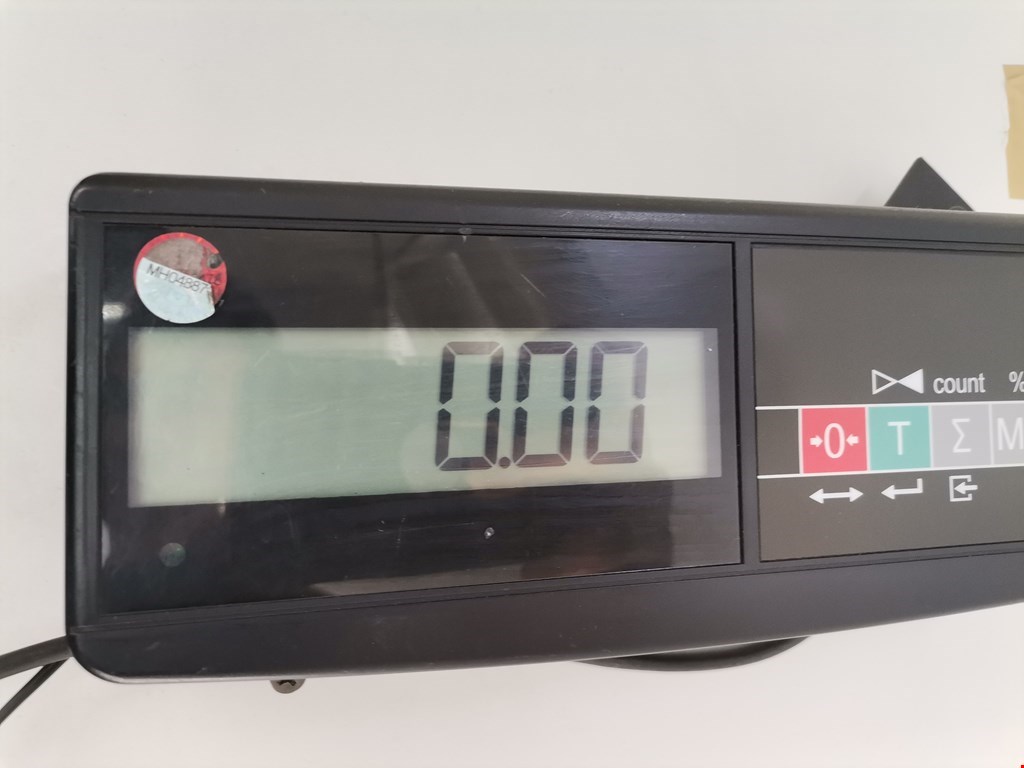 MH04887
0.00
count %
→0← T Σ M